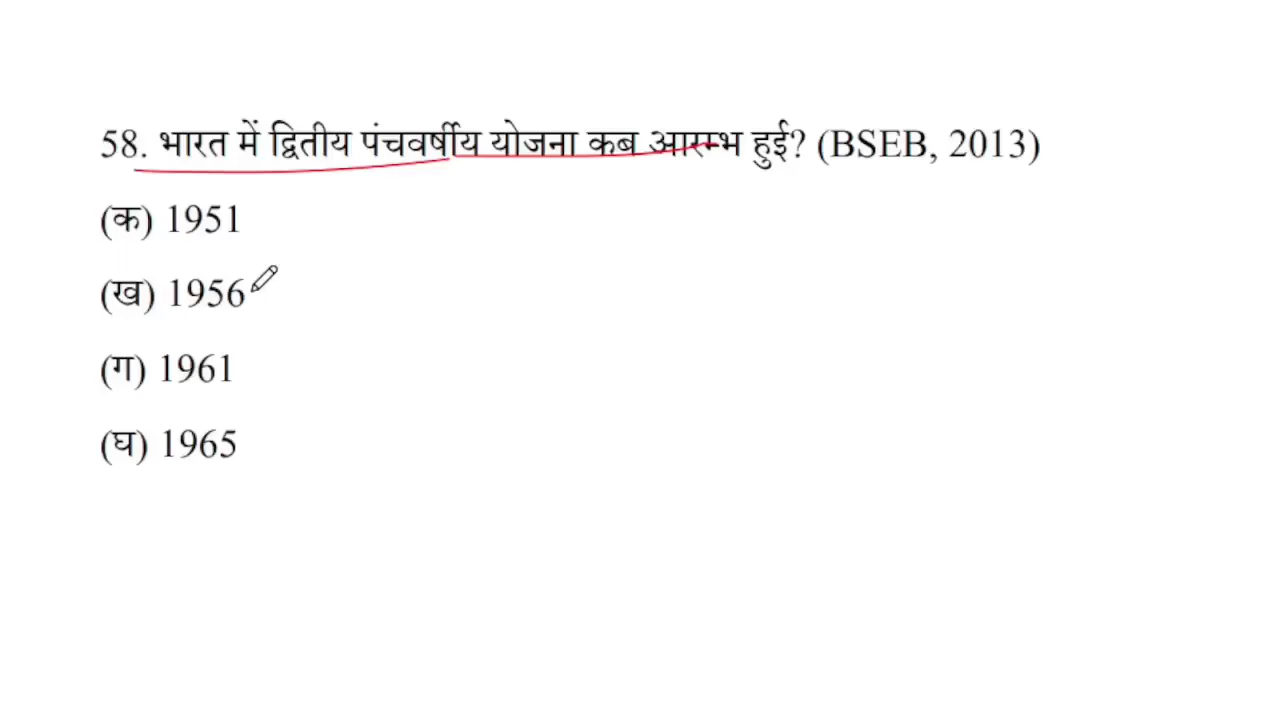 58. भारत में द्वितीय पंचवर्षीय योजना कब आरम्भ हुई? (BSEB, 2013)
(क) 1951
(ख) 1956
(ग) 1961
(घ) 1965